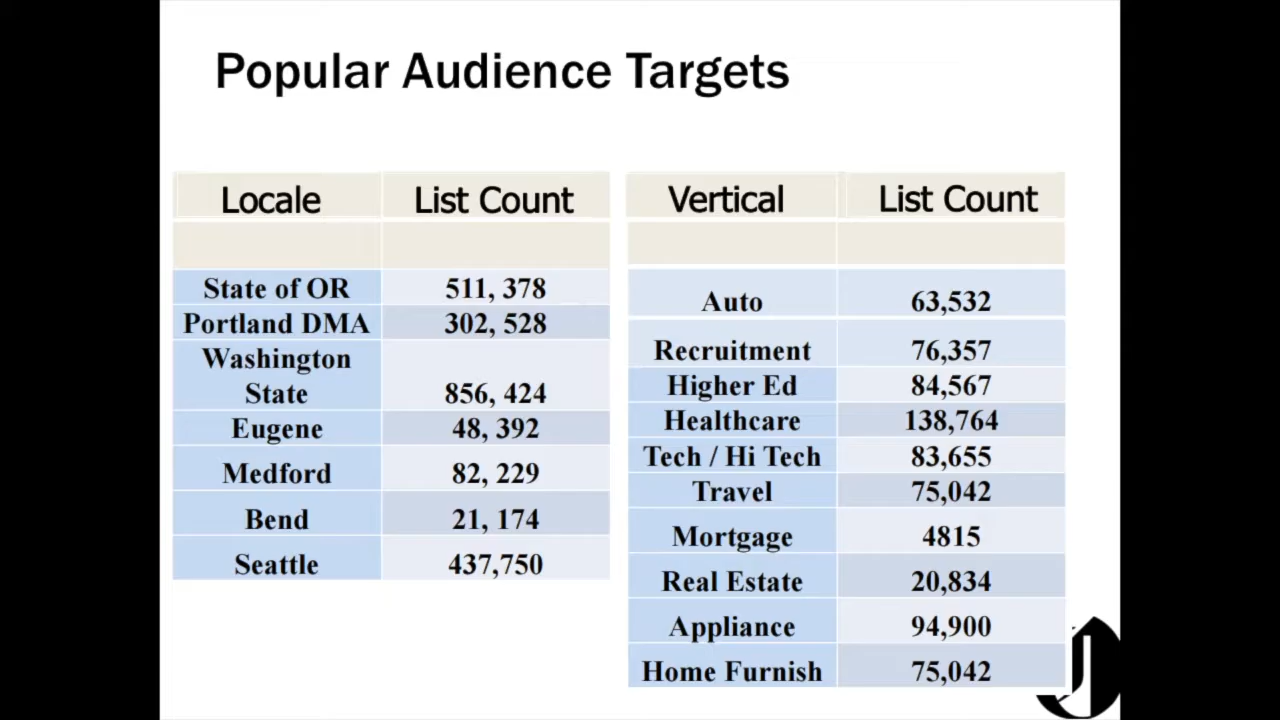 Popular Audience Targets
Locale List Count
State of OR 511, 378
Portland DMA 302, 528
Washington
State 856, 424
Eugene 48, 392
Medford 82, 229
Bend 21, 174
Seattle 437,750
Vertical List Count
Auto 63,532
Recruitment 76,357
Higher Ed 84,567
Healthcare 138,764
Tech / Hi Tech 83,655
Travel 75,042
Mortgage 4815
Real Estate 20,834
Appliance 94,900
Home Furnish 75,042
J